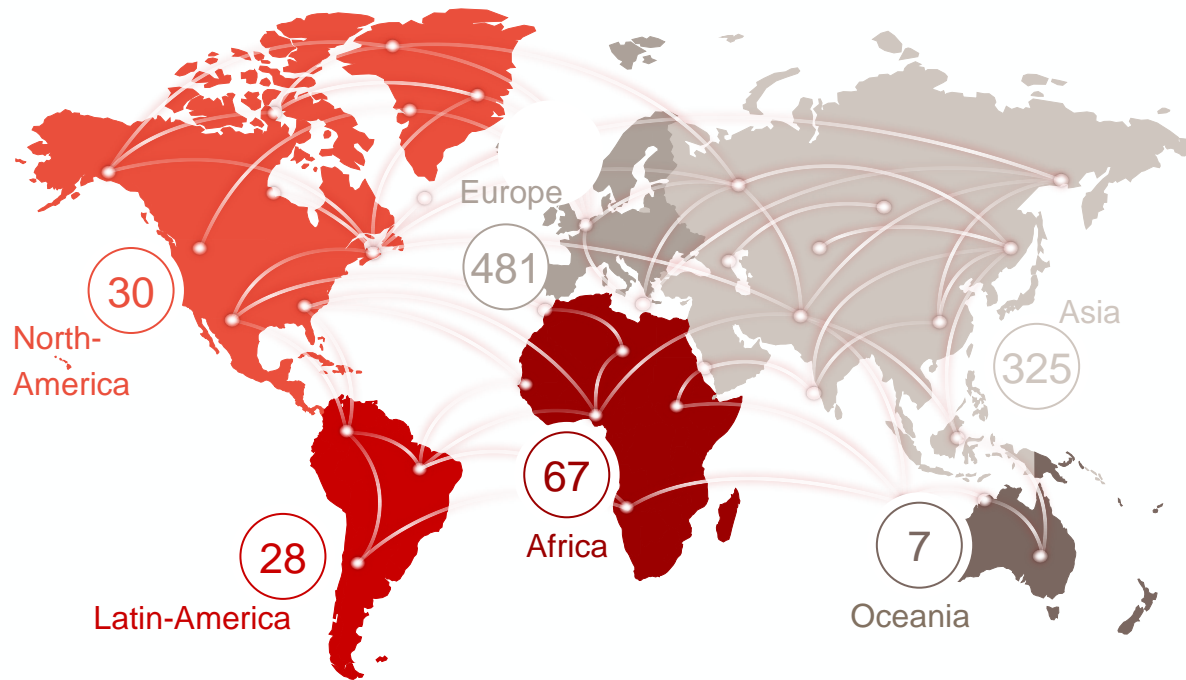 Europe
481
30
North-
America
Asia
325
67
Africa
28
Latin-America
7
Oceania